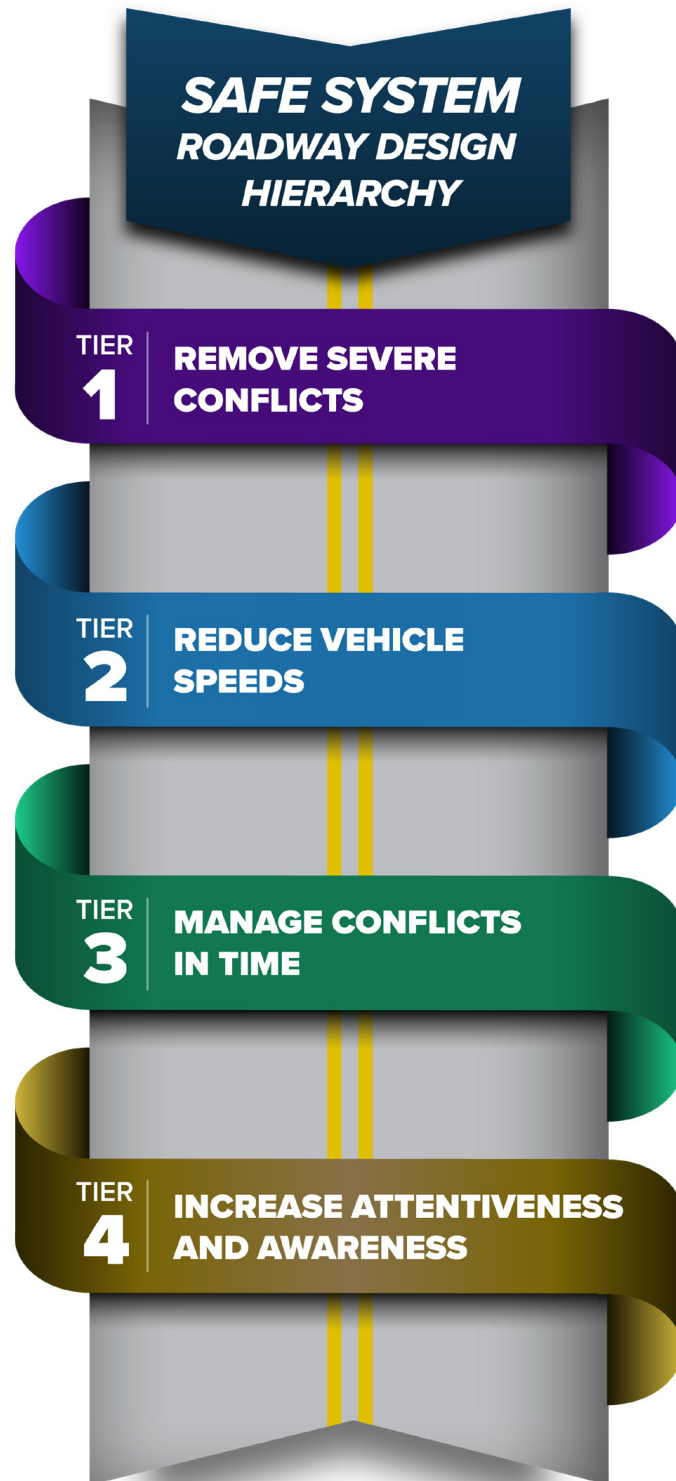 SAFE SYSTEM
ROADWAY DESIGN
HIERARCHY
TIER
1
REMOVE SEVERE
CONFLICTS
TIER
2
REDUCE VEHICLE
SPEEDS
TIER
3
MANAGE CONFLICTS
IN TIME
TIER
4
INCREASE ATTENTIVENESS
AND AWARENESS